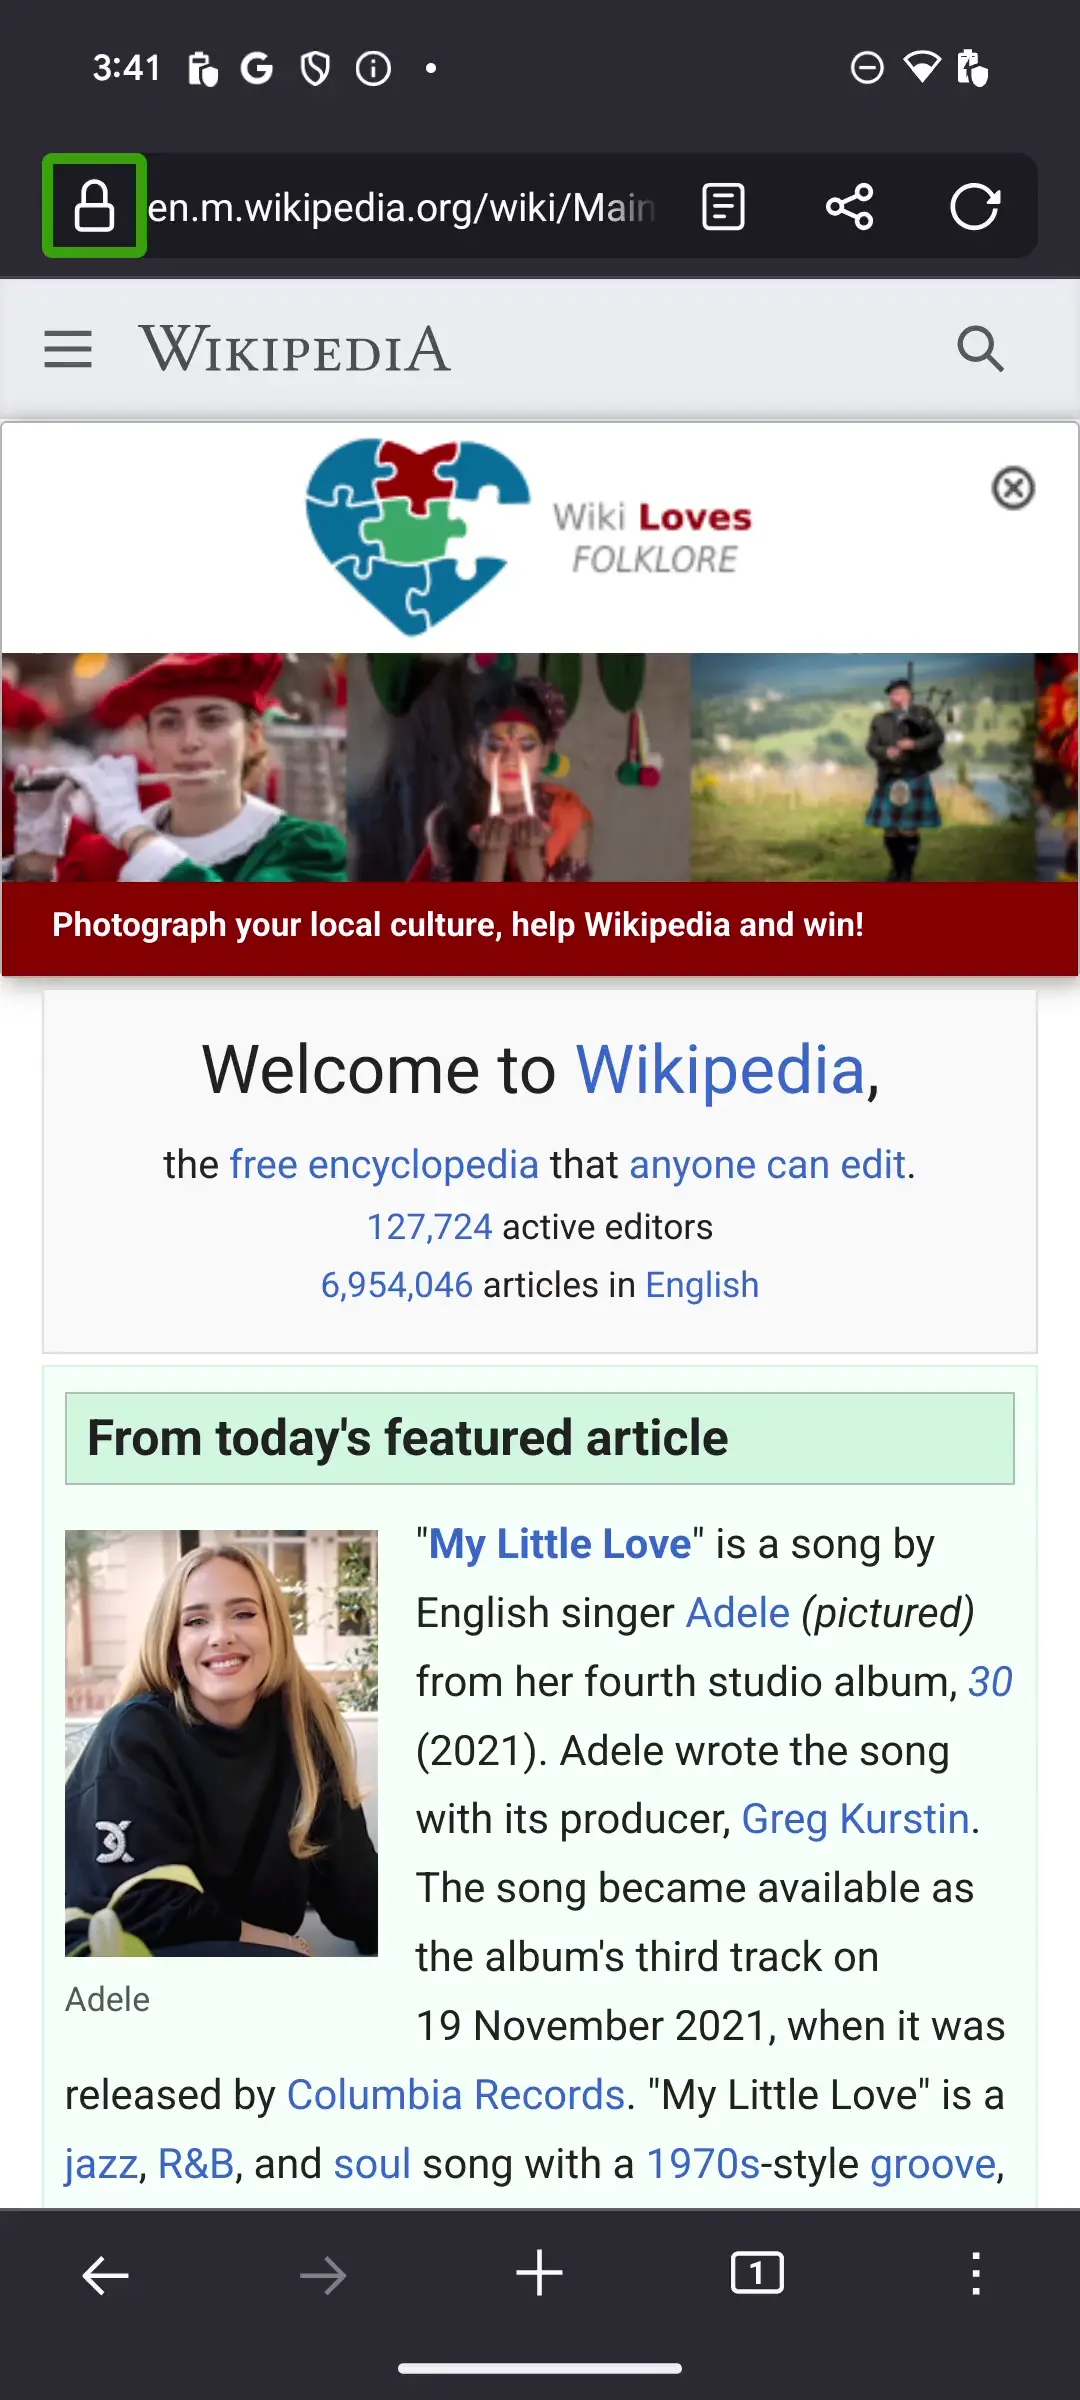 3:41
en.m.wikipedia.org/wiki/Main
WIKIPEDIA
Wiki Loves
FOLKLORE
Photograph your local culture, help Wikipedia and win!
Welcome to Wikipedia,
the free encyclopedia that anyone can edit.
127,724 active editors
6,954,046 articles in English
From today's featured article
"My Little Love" is a song by
English singer Adele (pictured)
from her fourth studio album, 30
(2021). Adele wrote the song
with its producer, Greg Kurstin.
The song became available as
the album's third track on
19 November 2021, when it was
Adele
released by Columbia Records. "My Little Love" is a
jazz, R&B, and soul song with a 1970s-style groove,
1